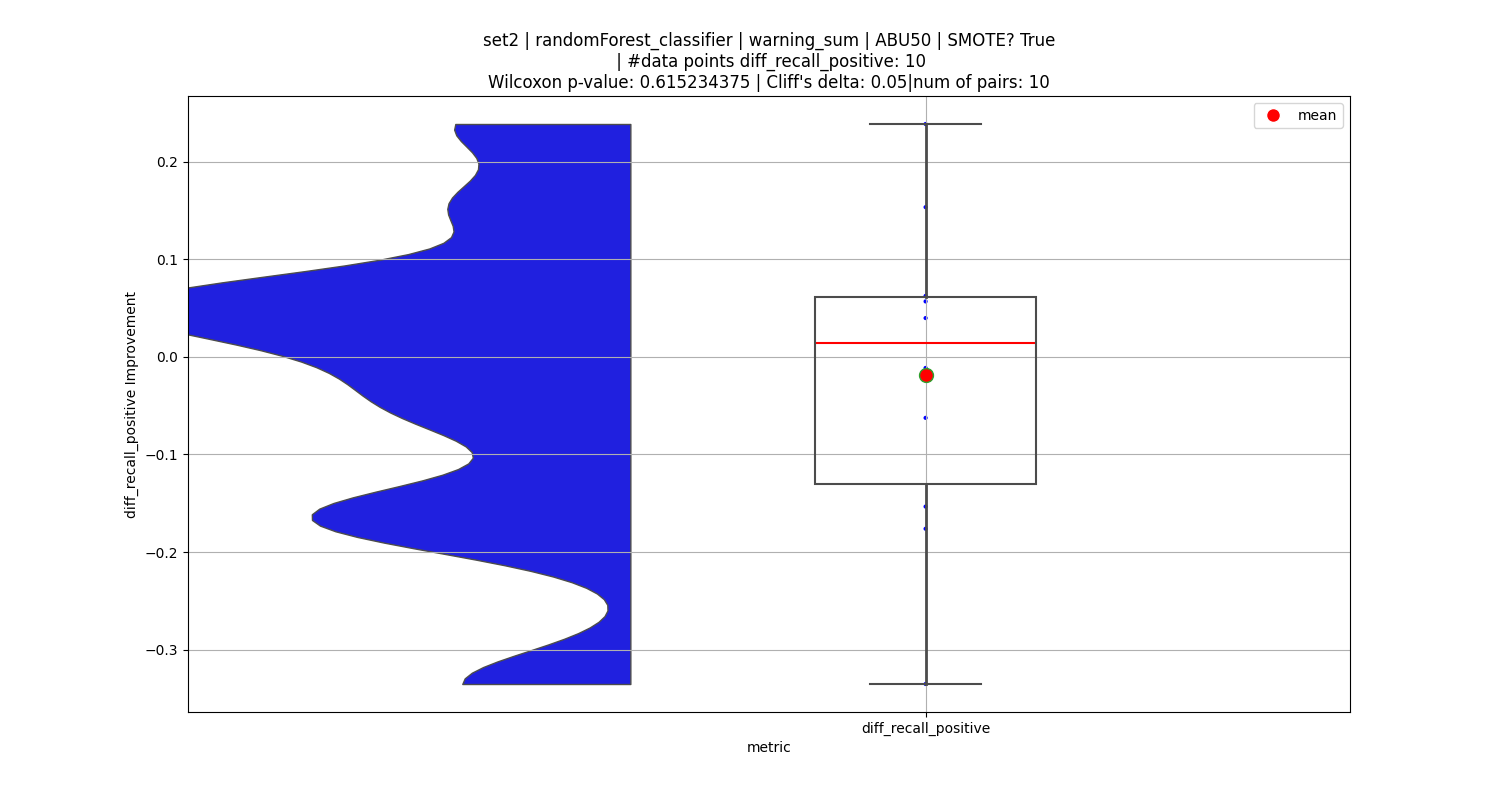 set2 | randomForest_classifier | warning_sum | ABU50 | SMOTE? True
| #data points diff_recall_positive: 10
Wilcoxon p-value: 0.615234375 | Cliff's delta: 0.05|num of pairs: 10
mean
0.2
0.1
0.0
−0.1
−0.2
−0.3
diff_recall_positive Improvement
diff_recall_positive
metric